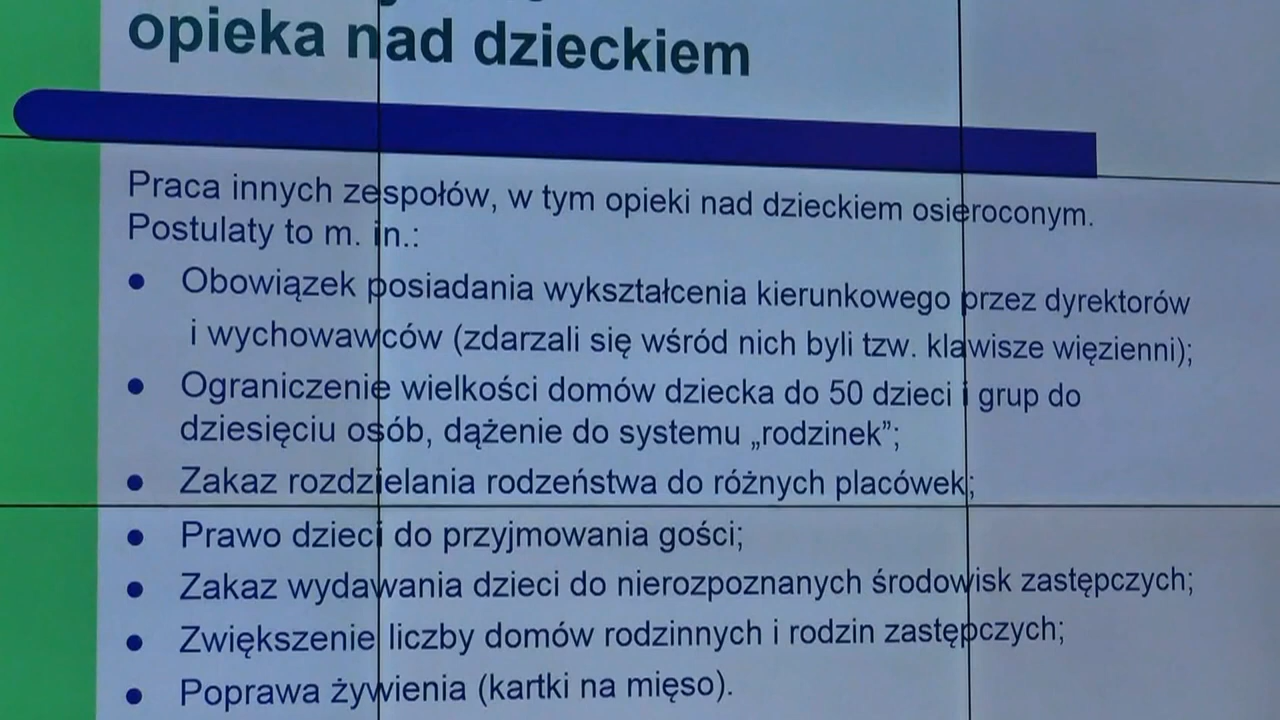 opieka nad dzieckiem
Praca innych zespołów, w tym opieki nad dzieckiem osieroconym.
Postulaty to m. in.:
● Obowiązek posiadania wykształcenia kierunkowego przez dyrektorów
i wychowawców (zdarzali się wśród nich byli tzw. klawisze więzienni);
● Ograniczenie wielkości domów dziecka do 50 dzieci i grup do
dziesięciu osób, dążenie do systemu „rodzinek”;
● Zakaz rozdzielania rodzeństwa do różnych placówek;
● Prawo dzieci do przyjmowania gości;
● Zakaz wydawania dzieci do nierozpoznanych środowisk zastępczych;
● Zwiększenie liczby domów rodzinnych i rodzin zastępczych;
● Poprawa żywienia (kartki na mięso).